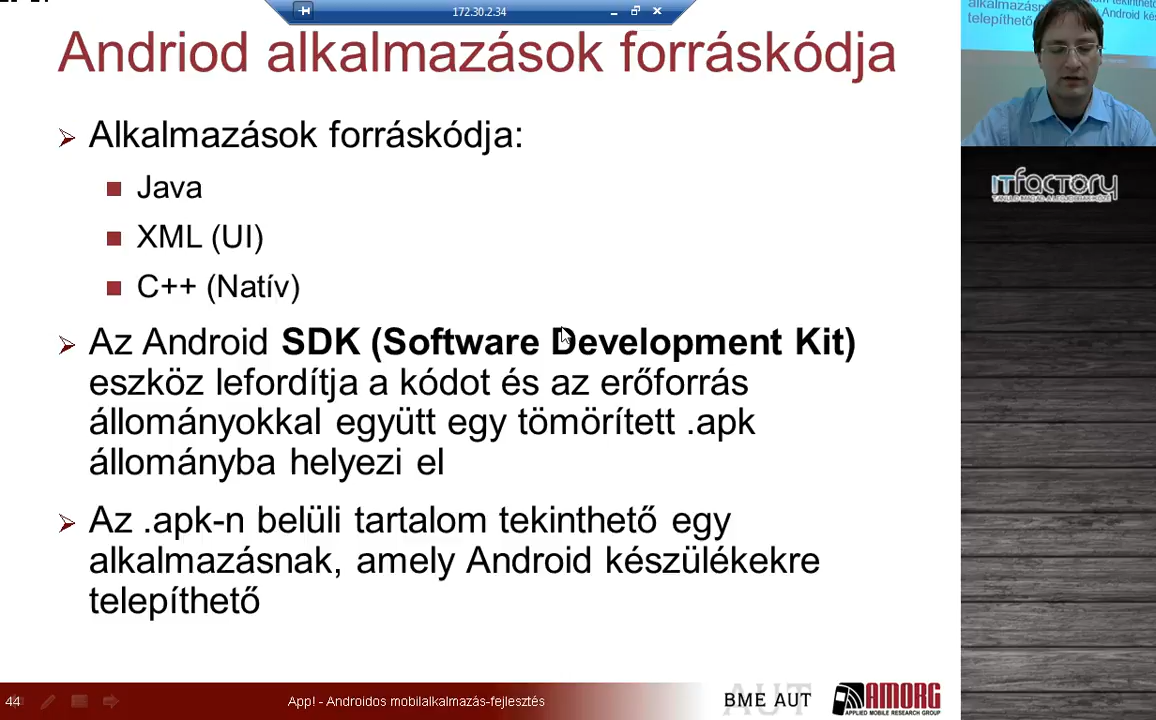 172.30.2.34
Andriod alkalmazások forráskódja
Alkalmazások forráskódja:
Java
XML (UI)
C++ (Natív)
Az Android SDK (Software Development Kit)
eszköz lefordítja a kódot és az erőforrás
állományokkal együtt egy tömörített .apk
állományba helyezi el
Az .apk-n belüli tartalom tekinthető egy
alkalmazásnak, amely Android készülékekre
telepíthető
44
App! - Androidos mobilalkalmazás-fejlesztés
BME AUT
AMORG
APPLIED MOBILE RESEARCH GROUP
telepíthető
Android
ITfactory